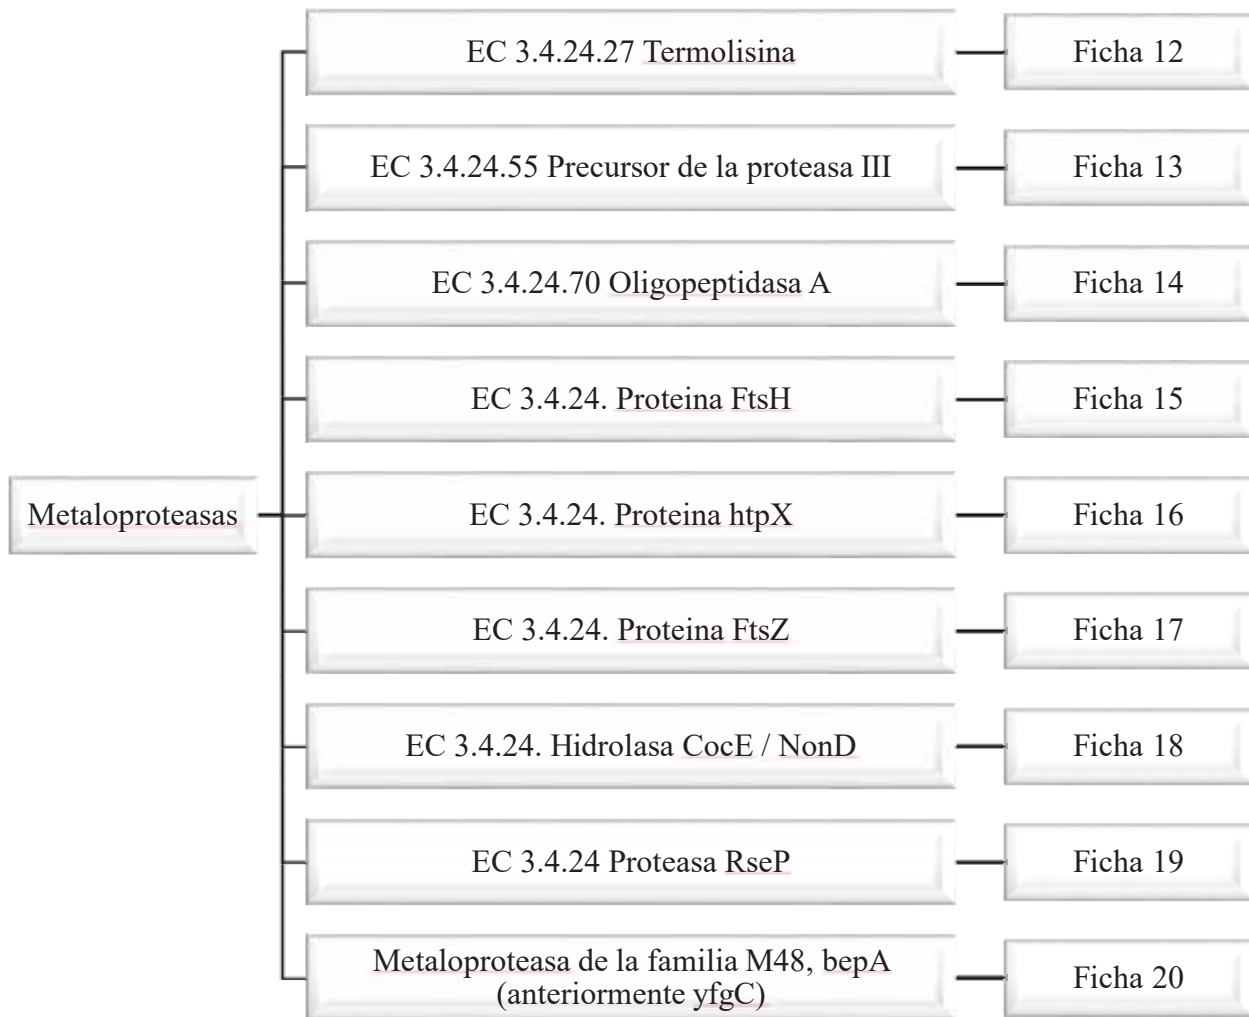 EC 3.4.24.27 Termolisina
Ficha 12
EC 3.4.24.55 Precursor de la proteasa III
Ficha 13
EC 3.4.24.70 Oligopeptidasa A
Ficha 14
EC 3.4.24. Proteina FtsH
Ficha 15
Metaloproteasas
EC 3.4.24. Proteina htpX
Ficha 16
EC 3.4.24. Proteina FtsZ
Ficha 17
EC 3.4.24. Hidrolasa CocE / NonD
Ficha 18
EC 3.4.24 Proteasa RseP
Ficha 19
Metaloproteasa de la familia M48, bepA
(anteriormente yfgC)
Ficha 20